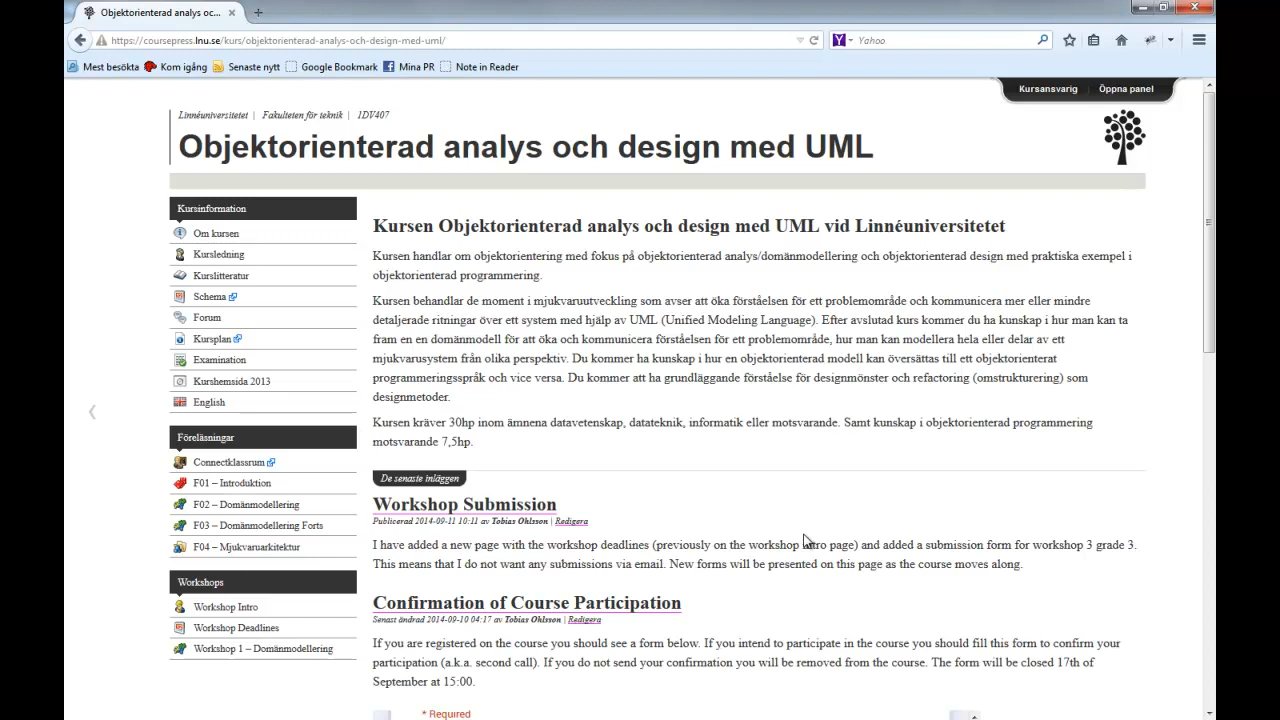 Objektorienterad analys oc...
https://coursepress.lnu.se/kurs/objektorienterad-analys-och-design-med-uml/
Yahoo
Mest besökta Kom igång Senaste nytt Google Bookmark Mina PR Note in Reader
Kursansvarig Öppna panel
Linnéuniversitetet | Fakulteten för teknik | 1DV407
Objektorienterad analys och design med UML
Kursinformation
Om kursen
Kursledning
Kurslitteratur
Schema
Forum
Kursplan
Examination
Kurshemsida 2013
English
Föreläsningar
Connectklassrum
F01 – Introduktion
F02 – Domänmodellering
F03 – Domänmodellering Forts
F04 – Mjukvaruarkitektur
Workshops
Workshop Intro
Workshop Deadlines
Workshop 1 – Domänmodellering
Kursen Objektorienterad analys och design med UML vid Linnéuniversitetet
Kursen handlar om objektorientering med fokus på objektorienterad analys/domänmodellering och objektorienterad design med praktiska exempel i
objektorienterad programmering.
Kursen behandlar de moment i mjukvaruutveckling som avser att öka förståelsen för ett problemområde och kommunicera mer eller mindre
detaljerade ritningar över ett system med hjälp av UML (Unified Modeling Language). Efter avslutad kurs kommer du ha kunskap i hur man kan ta
fram en en domänmodell för att öka och kommunicera förståelsen för ett problemområde, hur man kan modellera hela eller delar av ett
mjukvarusystem från olika perspektiv. Du kommer ha kunskap i hur en objektorienterad modell kan översättas till ett objektorienterat
programmeringsspråk och vice versa. Du kommer att ha grundläggande förståelse för designmönster och refactoring (omstrukturering) som
designmetoder.
Kursen kräver 30hp inom ämnena datavetenskap, datateknik, informatik eller motsvarande. Samt kunskap i objektorienterad programmering
motsvarande 7,5hp.
De senaste inläggen
Workshop Submission
Publicerad 2014-09-11 10:11 av Tobias Ohlsson | Redigera
I have added a new page with the workshop deadlines (previously on the workshop intro page) and added a submission form for workshop 3 grade 3.
This means that I do not want any submissions via email. New forms will be presented on this page as the course moves along.
Confirmation of Course Participation
Senast ändrad 2014-09-10 04:17 av Tobias Ohlsson | Redigera
If you are registered on the course you should see a form below. If you intend to participate in the course you should fill this form to confirm your
participation (a.k.a. second call). If you do not send your confirmation you will be removed from the course. The form will be closed 17th of
September at 15:00.
* Required